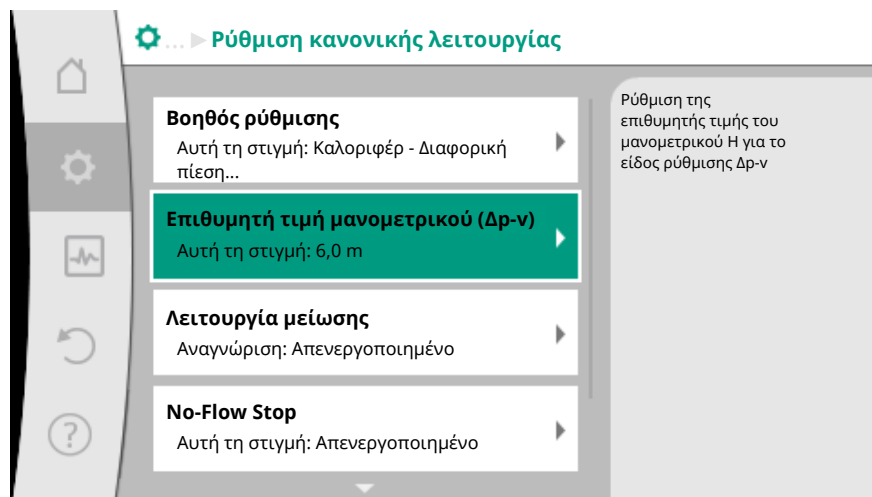 ... Ρύθμιση κανονικής λειτουργίας
Βοηθός ρύθμισης
Αυτή τη στιγμή: Καλοριφέρ - Διαφορική
πίεση...
Επιθυμητή τιμή μανομετρικού (Δp-v)
Αυτή τη στιγμή: 6,0 m
Λειτουργία μείωσης
Αναγνώριση: Απενεργοποιημένο
No-Flow Stop
Αυτή τη στιγμή: Απενεργοποιημένο
Ρύθμιση της
επιθυμητής τιμής του
μανομετρικού H για το
είδος ρύθμισης Δp-v
?